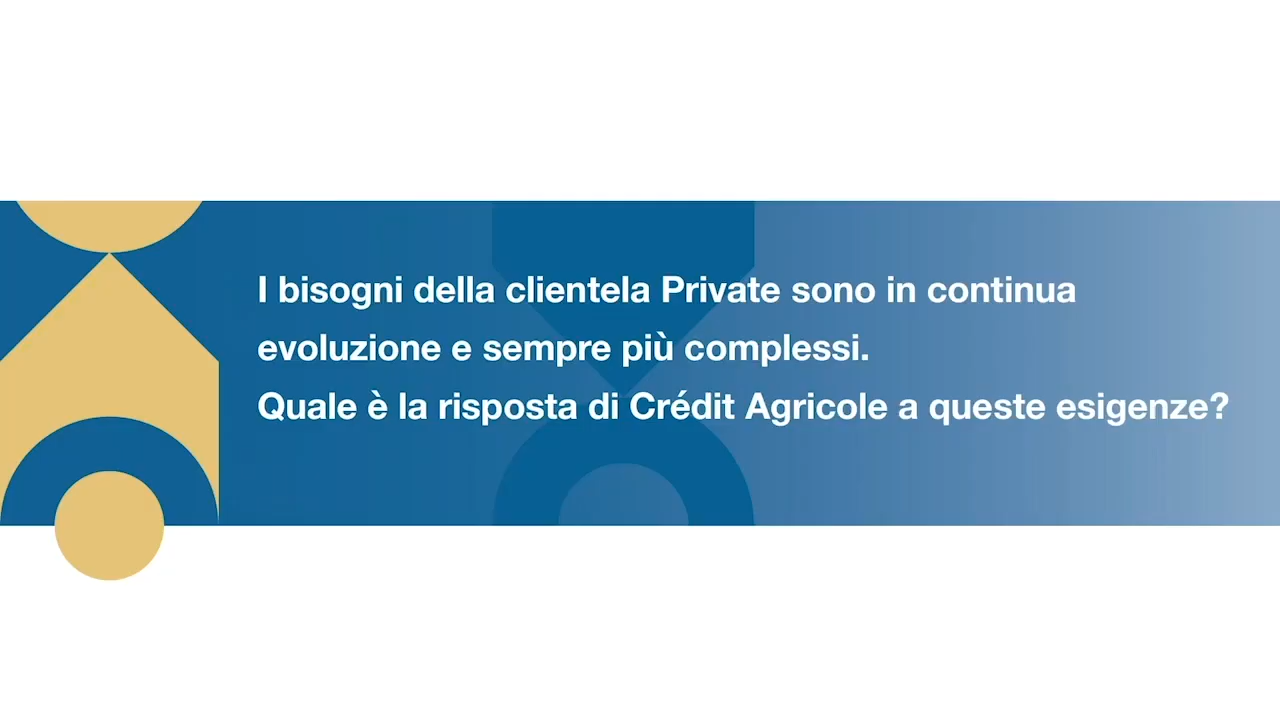 I bisogni della clientela Private sono in continua
evoluzione e sempre più complessi.
Quale è la risposta di Crédit Agricole a queste esigenze?